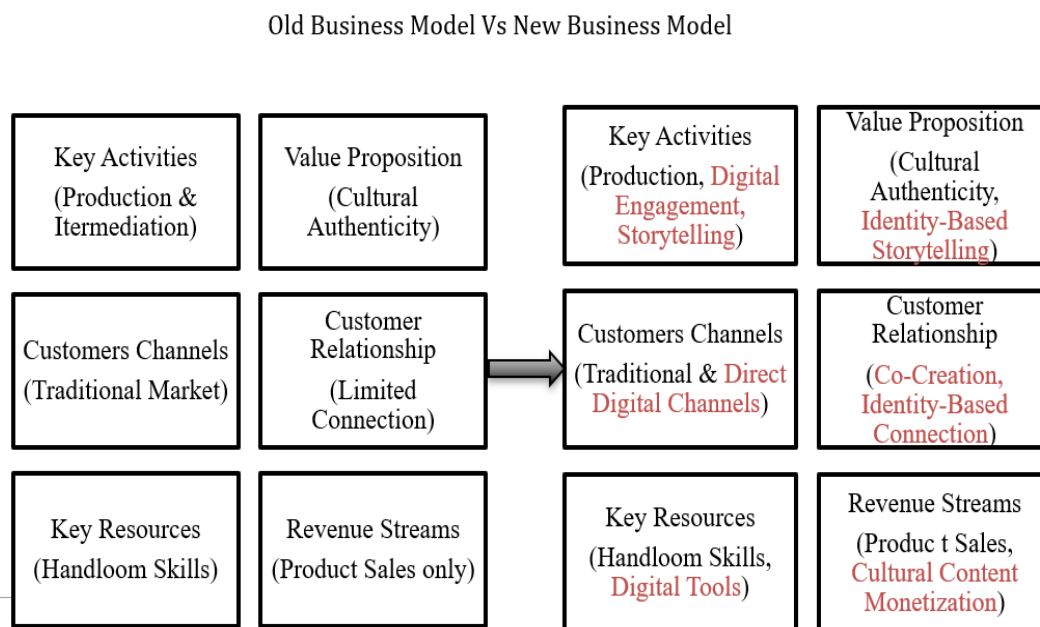 Old Business Model Vs New Business Model
Key Activities
(Production &
Itermediation)
Value Proposition
(Cultural
Authenticity)
Customers Channels
(Traditional Market)
Customer
Relationship
(Limited
Connection)
Key Resources
(Handloom Skills)
Revenue Streams
(Product Sales only)
Key Activities
(Production, Digital
Engagement,
Storytelling)
Value Proposition
(Cultural
Authenticity,
Identity-Based
Storytelling)
Customers Channels
(Traditional & Direct
Digital Channels)
Customer
Relationship
(Co-Creation,
Identity-Based
Connection)
Key Resources
(Handloom Skills,
Digital Tools)
Revenue Streams
(Produc t Sales,
Cultural Content
Monetization)